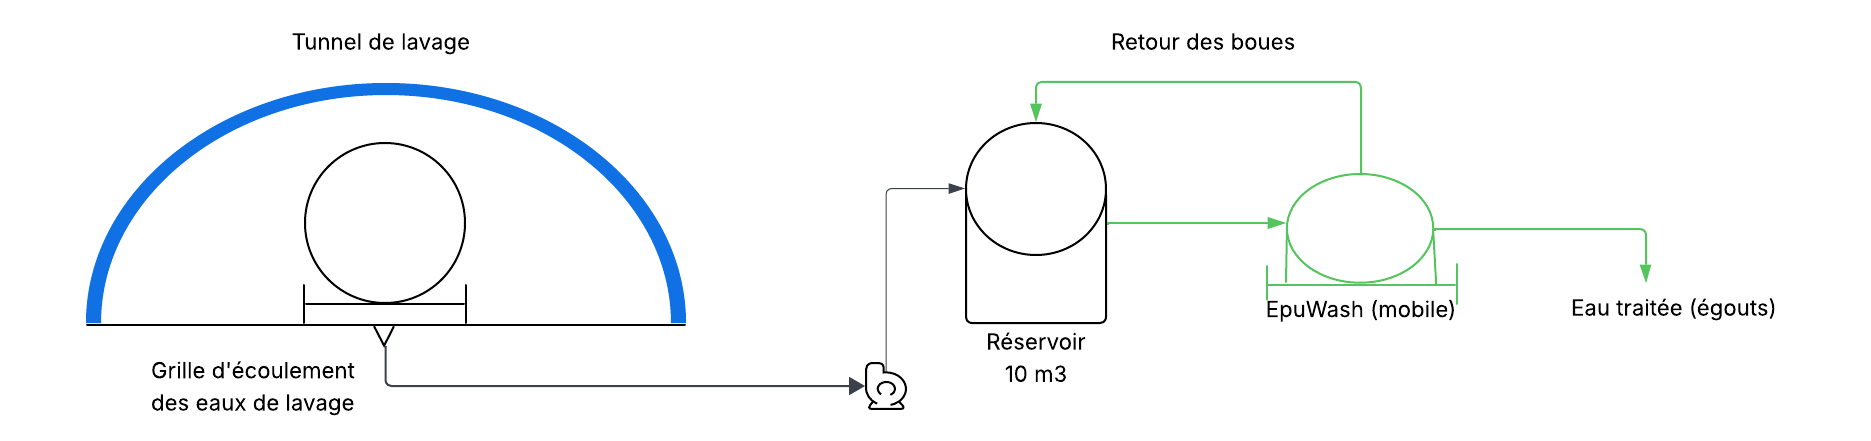 Tunnel de lavage
Retour des boues
EpuWash (mobile)
Eau traitée (égouts)
Réservoir
10 m3
Grille d'écoulement
des eaux de lavage